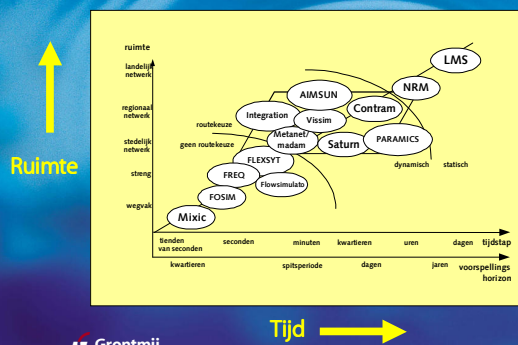 ruimte
landelijk
netwerk
LMS
NRM
AIMSUN
regionaal
netwerk
Integration
Contram
Vissim
routekeuze
Metanet/
madam
geen routekeuze
stedelijk
netwerk
Saturn
PARAMICS
FLEXSYT
dynamisch
statisch
Ruimte
streng
FREQ
Flowsimulato
FOSIM
wegvak
Mixic
tienden
van seconden
seconden
minuten
kwartieren
uren
dagen
tijdstap
kwartieren
spitsperiode
dagen
jaren
voorspellings
horizon
Tijd
Grontmij